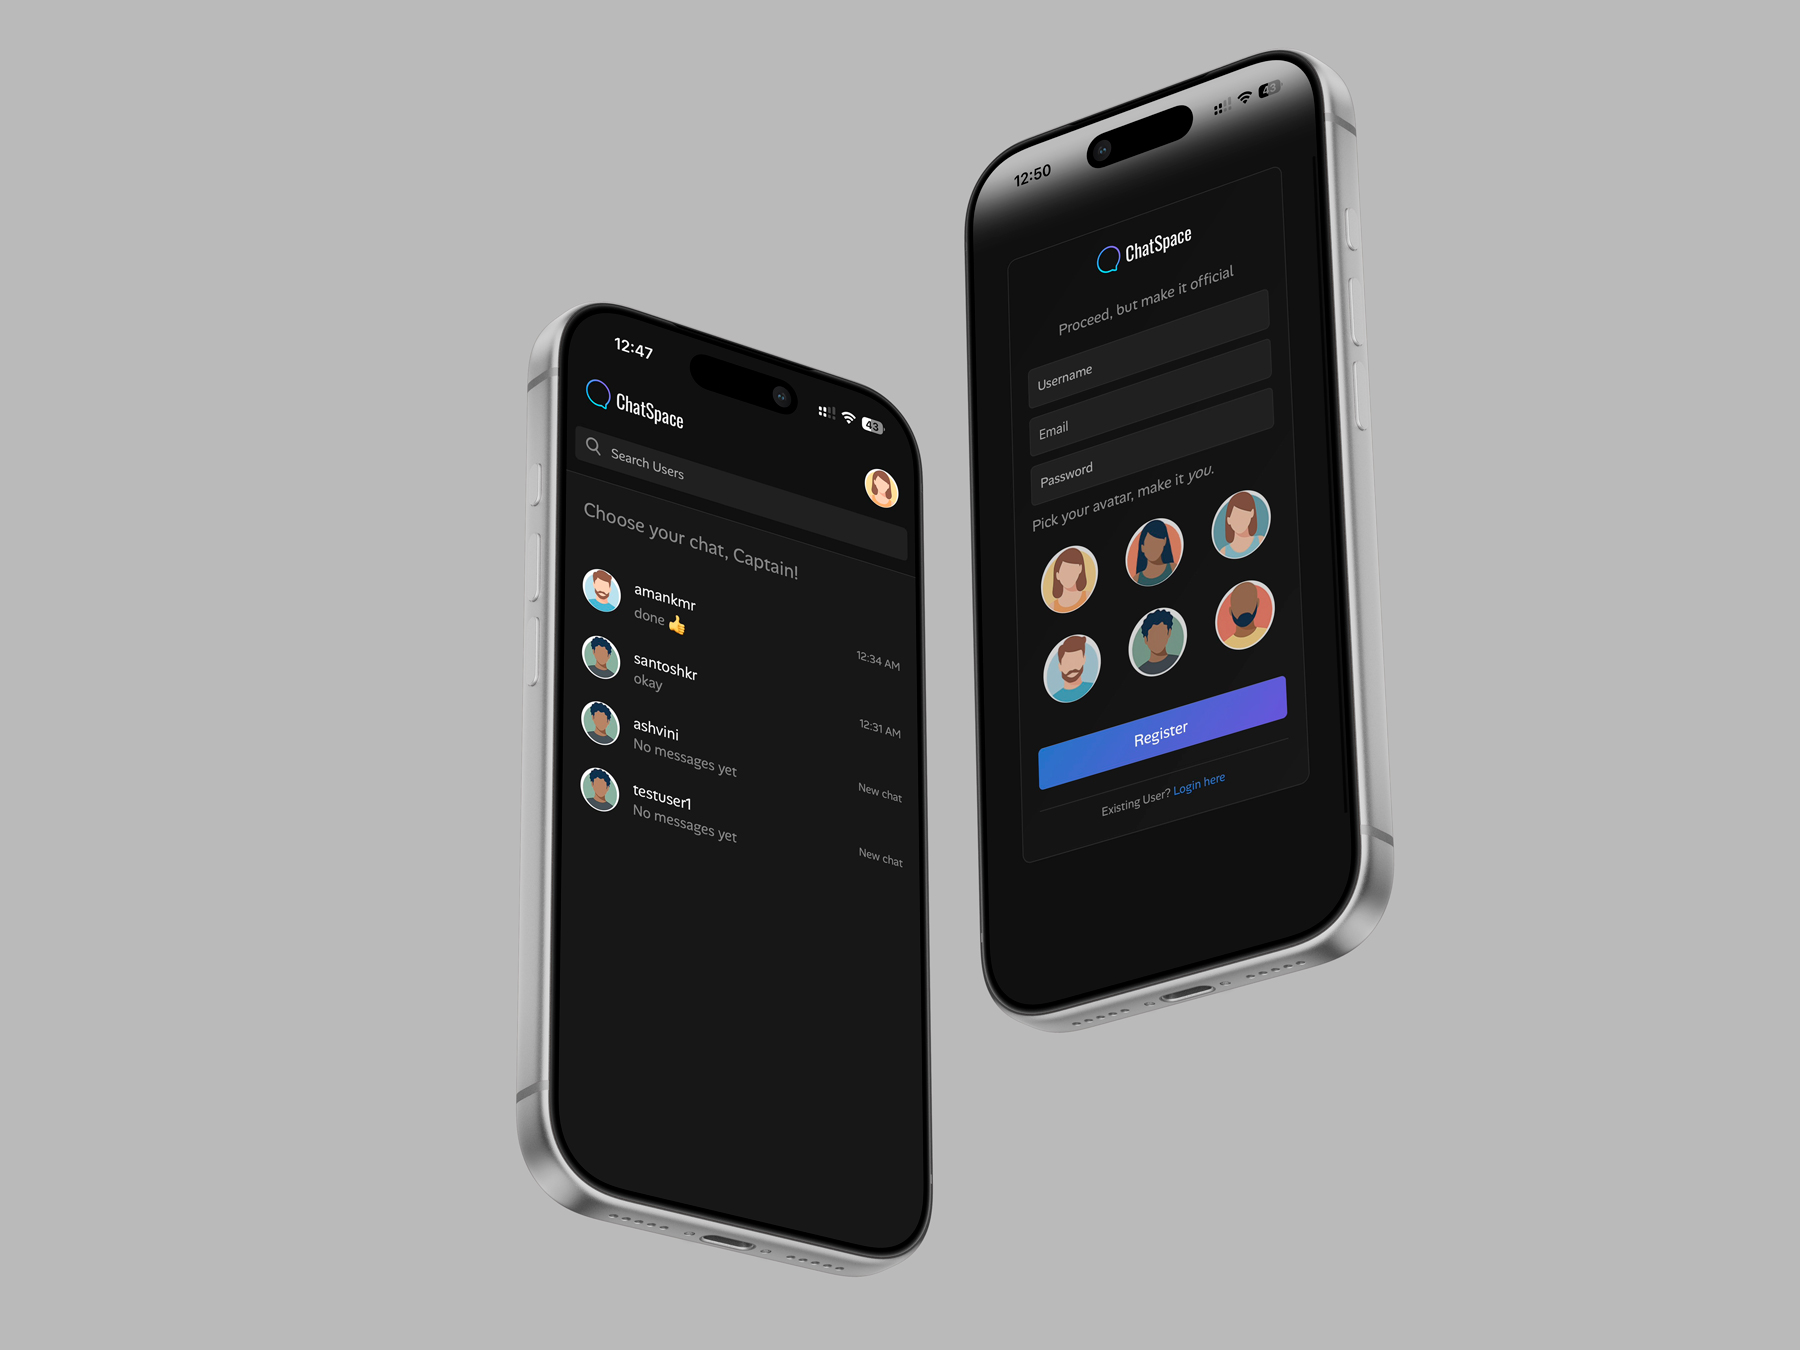 12:47
43
ChatSpace
Search Users
Choose your chat, Captain!
amankmr
done 👍
12:34 AM
santoshkr
okay
12:31 AM
ashvini
No messages yet
New chat
testuser1
No messages yet
New chat
12:50
43
ChatSpace
Proceed, but make it official
Username
Email
Password
Pick your avatar, make it you.
Register
Existing User? Login here